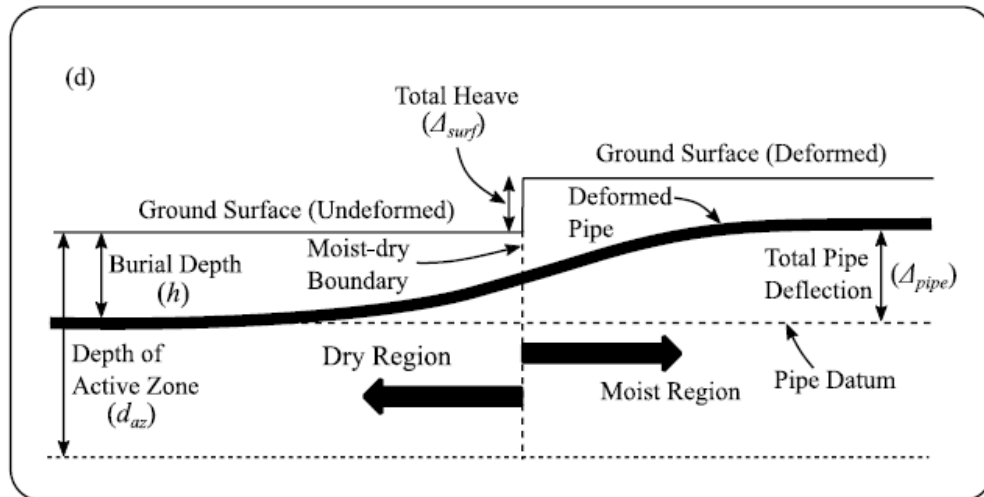 (d)
Total Heave
(Δsurf)
Ground Surface (Deformed)
Ground Surface (Undeformed)
Deformed
Pipe
Moist-dry
Boundary
Burial Depth
(h)
Total Pipe
Deflection
(Δpipe)
Depth of
Active Zone
(daz)
Dry Region
Moist Region
Pipe Datum